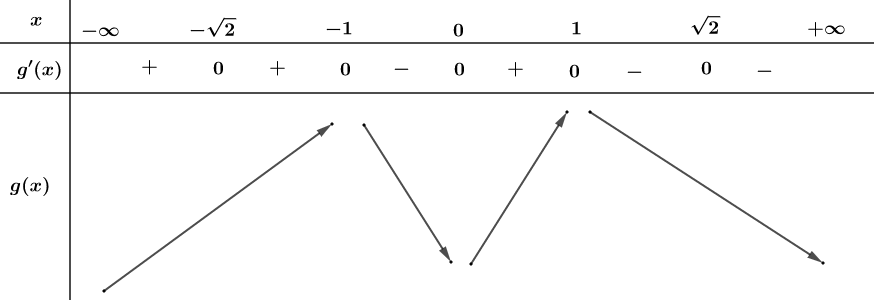 x −∞ −√2 −1 0 1 √2 +∞
g′(x) + 0 + 0 − 0 + 0 − 0 −
g(x)